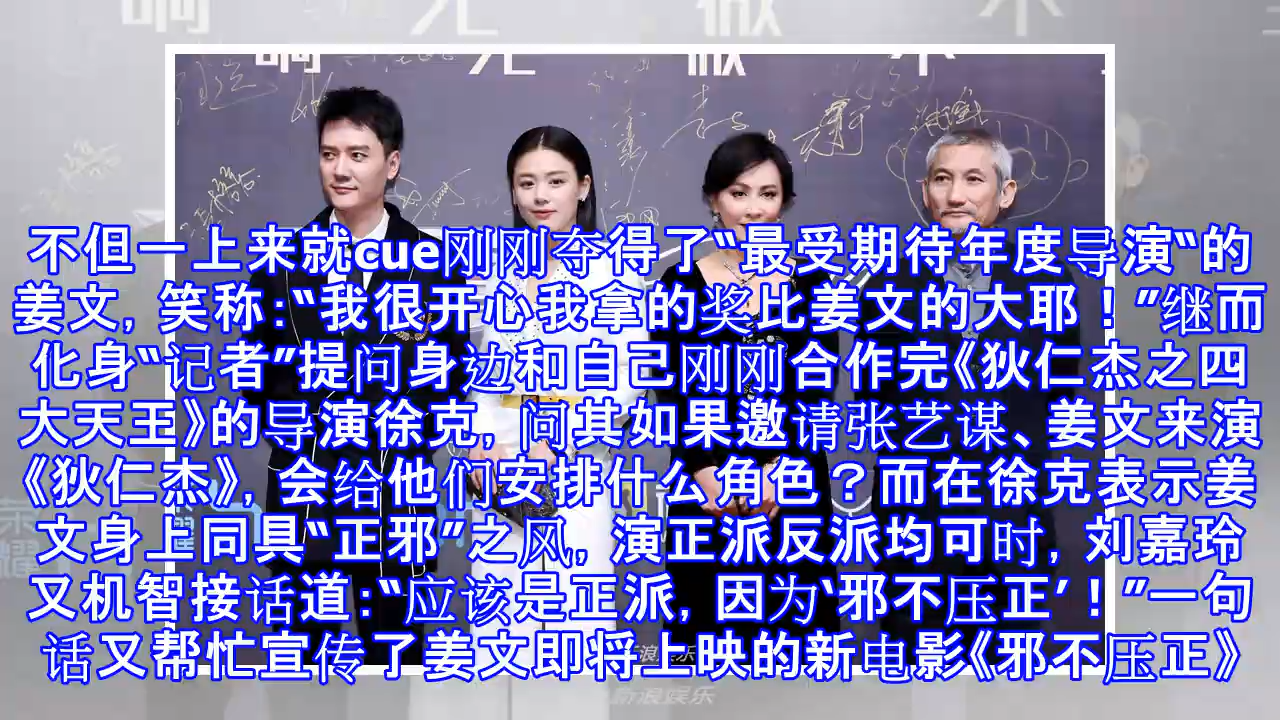 啊 兄 微 不
不但一上来就cue刚刚夺得了“最受期待年度导演“的
姜文, 笑称:“我很开心我拿的奖比姜文的大耶！”继而
化身“记者”提问身边和自己刚刚合作完《狄仁杰之四
大天王》的导演徐克, 问其如果邀请张艺谋、姜文来演
《狄仁杰》, 会给他们安排什么角色？而在徐克表示姜
文身上同具“正邪”之风, 演正派反派均可时, 刘嘉玲
又机智接话道:“应该是正派, 因为‘邪不压正’！”一句
话又帮忙宣传了姜文即将上映的新电影《邪不压正》
新浪娱乐